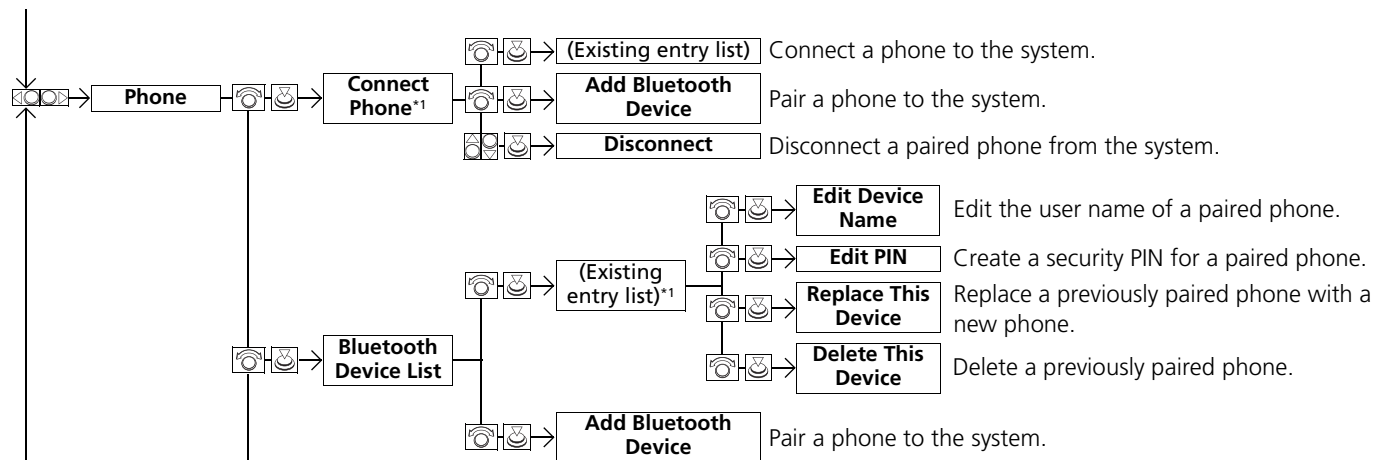 (Existing entry list) Connect a phone to the system.
Phone
Connect
Phone*1
Add Bluetooth
Device
Pair a phone to the system.
Disconnect Disconnect a paired phone from the system.
Edit Device
Name
Edit the user name of a paired phone.
(Existing
entry list)*1
Edit PIN Create a security PIN for a paired phone.
Replace This
Device
Replace a previously paired phone with a
new phone.
Bluetooth
Device List
Delete This
Device
Delete a previously paired phone.
Add Bluetooth
Device
Pair a phone to the system.